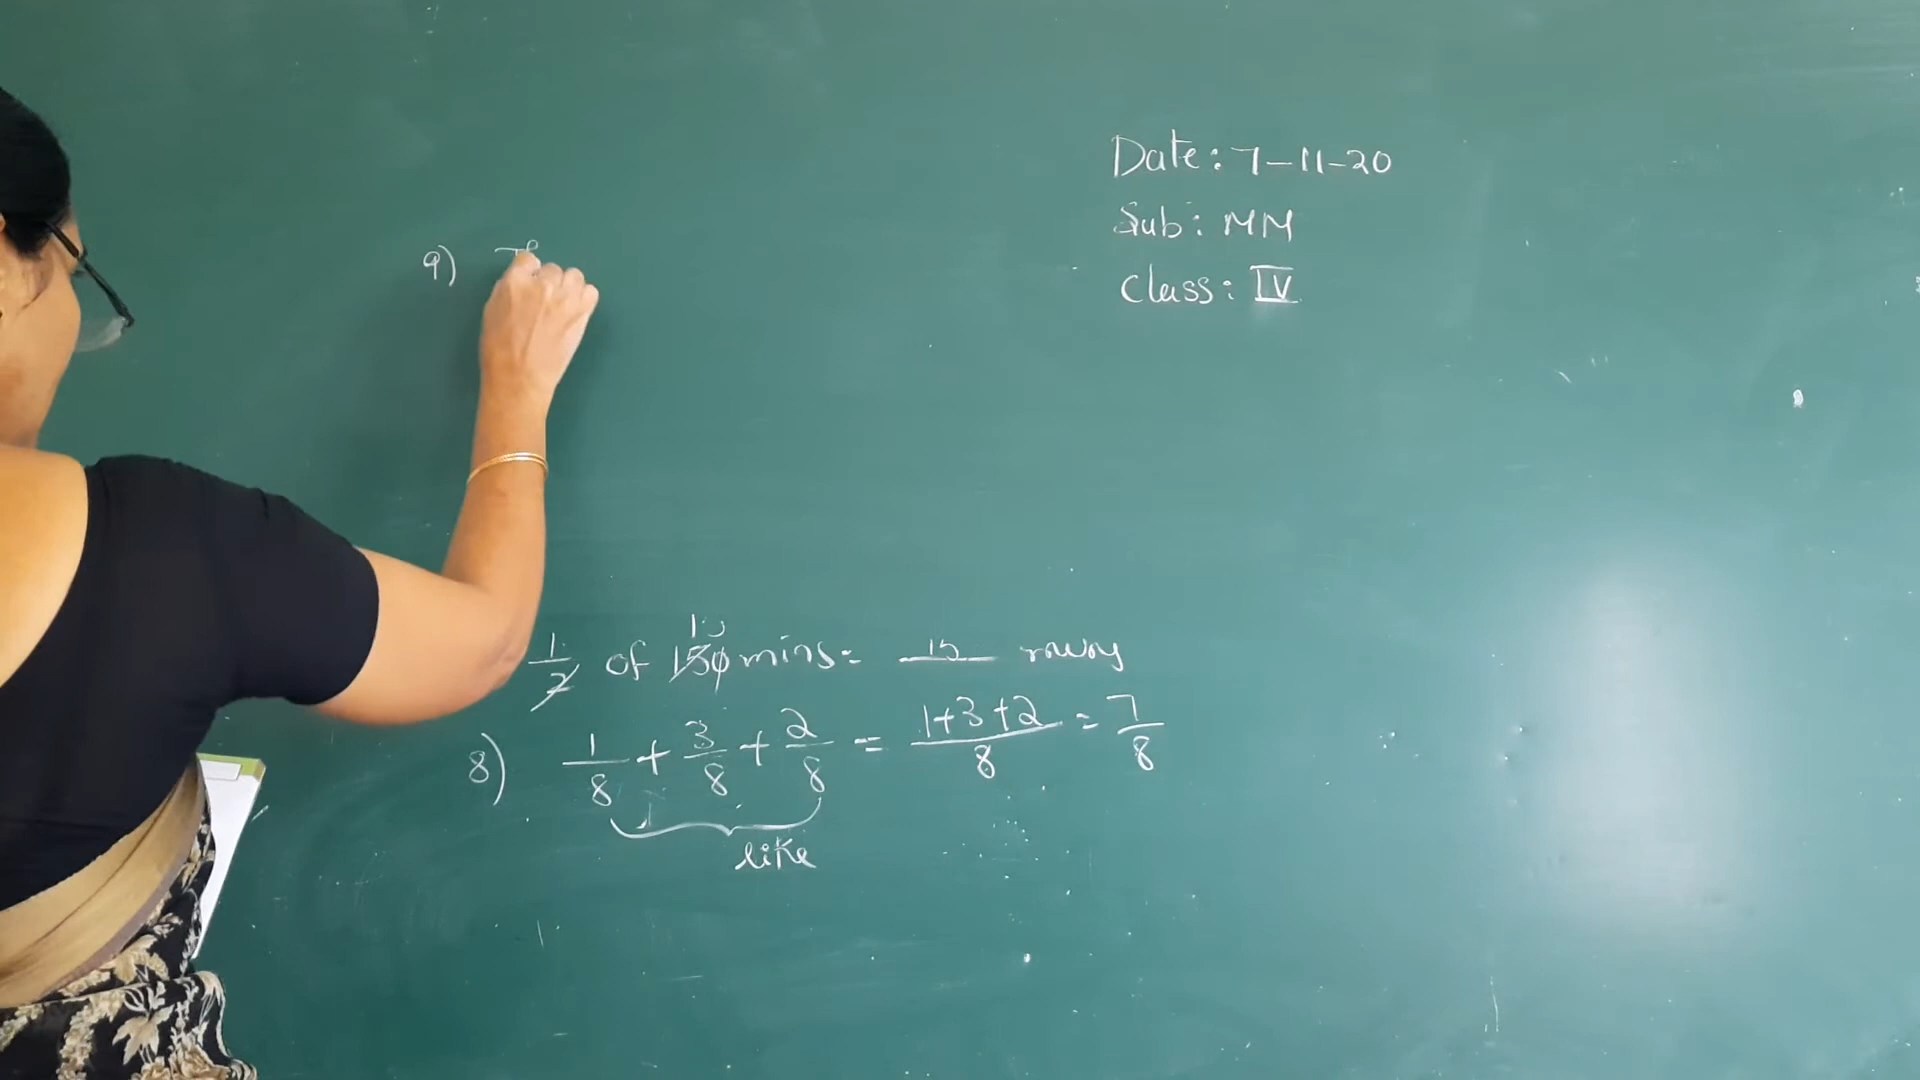 Date: 7-11-20
Sub: MM
Class: IV
9)
1/2 of 150 mins = 15
8) 1/8 + 3/8 + 2/8 = 1+3+2/8 = 7/8
like